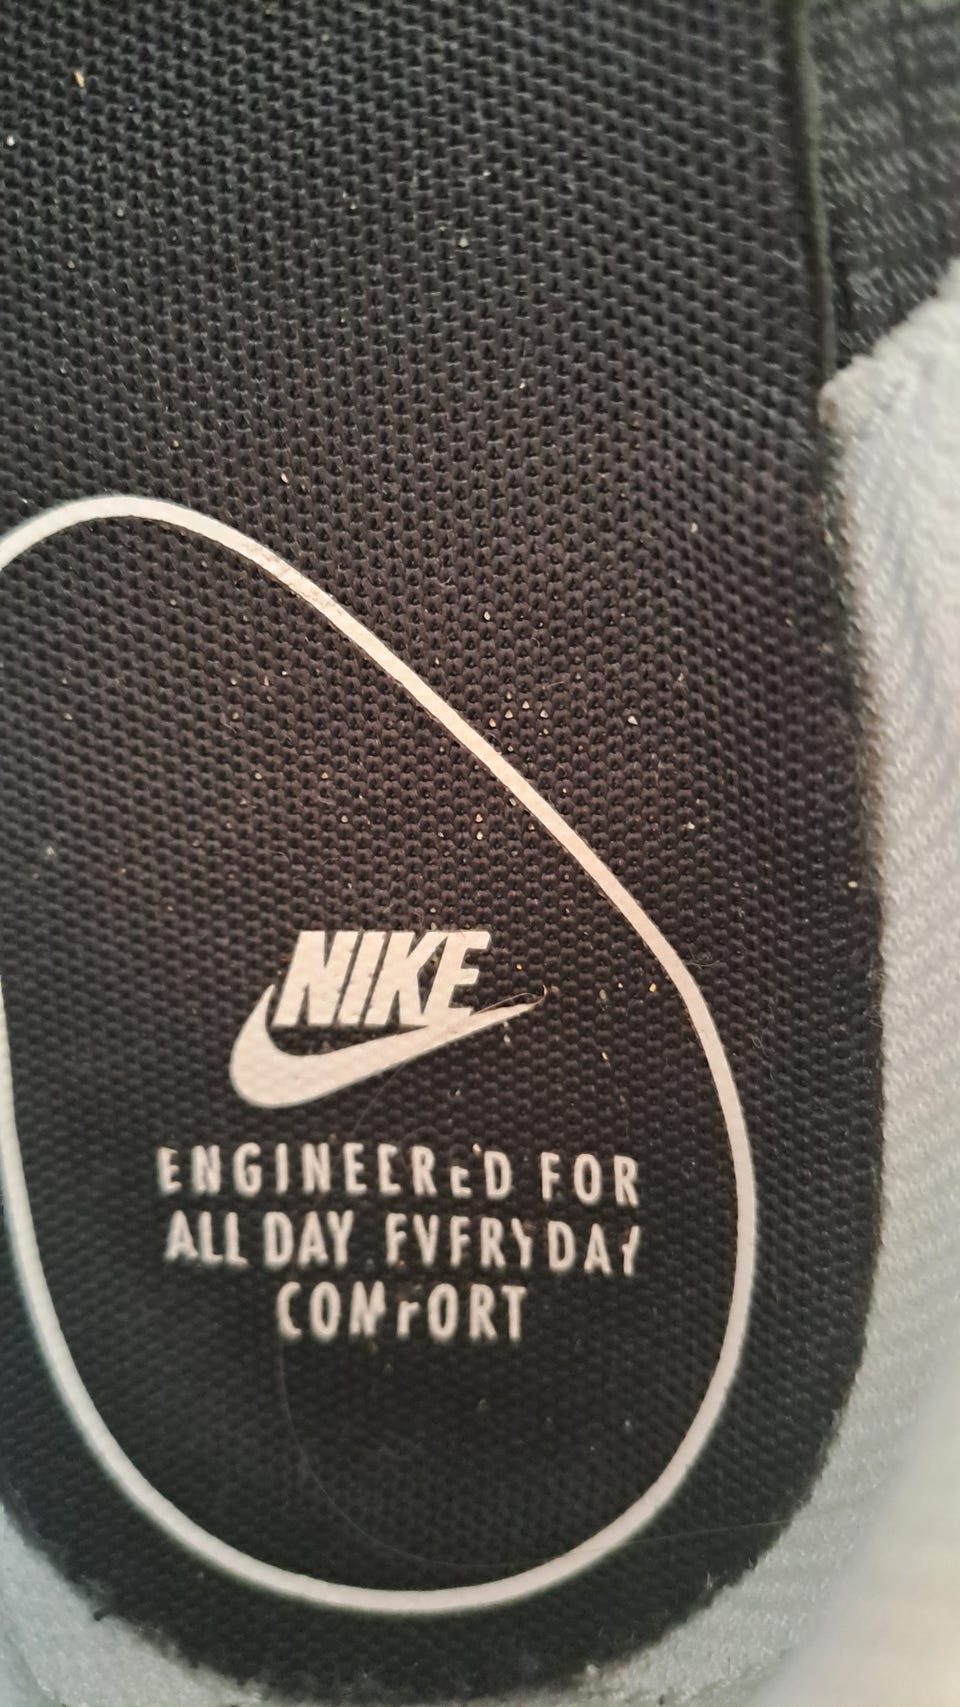 NIKE
ENGINEERED FOR
ALL DAY EVERYDAY
COMFORT